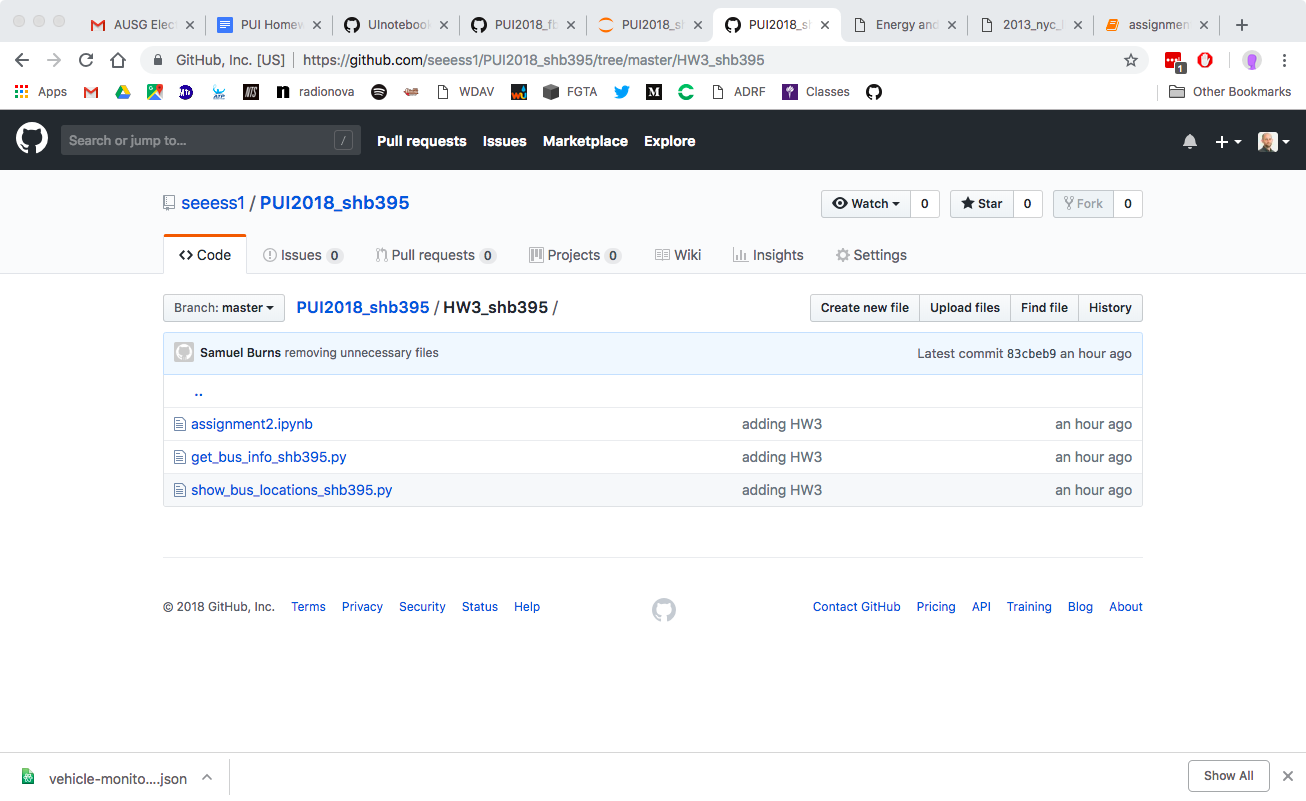 AUSG Elec
PUI Homew
UInotebook
PUI2018_fb
PUI2018_sh
PUI2018_sh
Energy and
2013_nyc_
assignmen
GitHub, Inc. [US] | https://github.com/seeess1/PUI2018_shb395/tree/master/HW3_shb395
1
Apps
NTS
n radionova
WDAV
FGTA
M
ADRF
Classes
Other Bookmarks
Search or jump to... /
Pull requests Issues Marketplace Explore
seeess1 / PUI2018_shb395
Watch 0 Star 0 Fork 0
Code Issues 0 Pull requests 0 Projects 0 Wiki Insights Settings
Branch: master PUI2018_shb395 / HW3_shb395 /
Create new file Upload files Find file History
Samuel Burns removing unnecessary files Latest commit 83cbeb9 an hour ago
..
assignment2.ipynb adding HW3 an hour ago
get_bus_info_shb395.py adding HW3 an hour ago
show_bus_locations_shb395.py adding HW3 an hour ago
© 2018 GitHub, Inc. Terms Privacy Security Status Help
Contact GitHub Pricing API Training Blog About
vehicle-monito....json
Show All